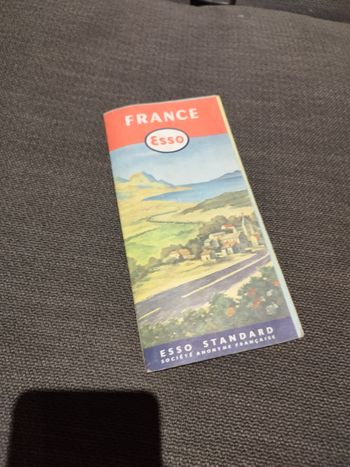 FRANCE
Esso
ESSO STANDARD
SOCIÉTÉ ANONYME FRANÇAISE